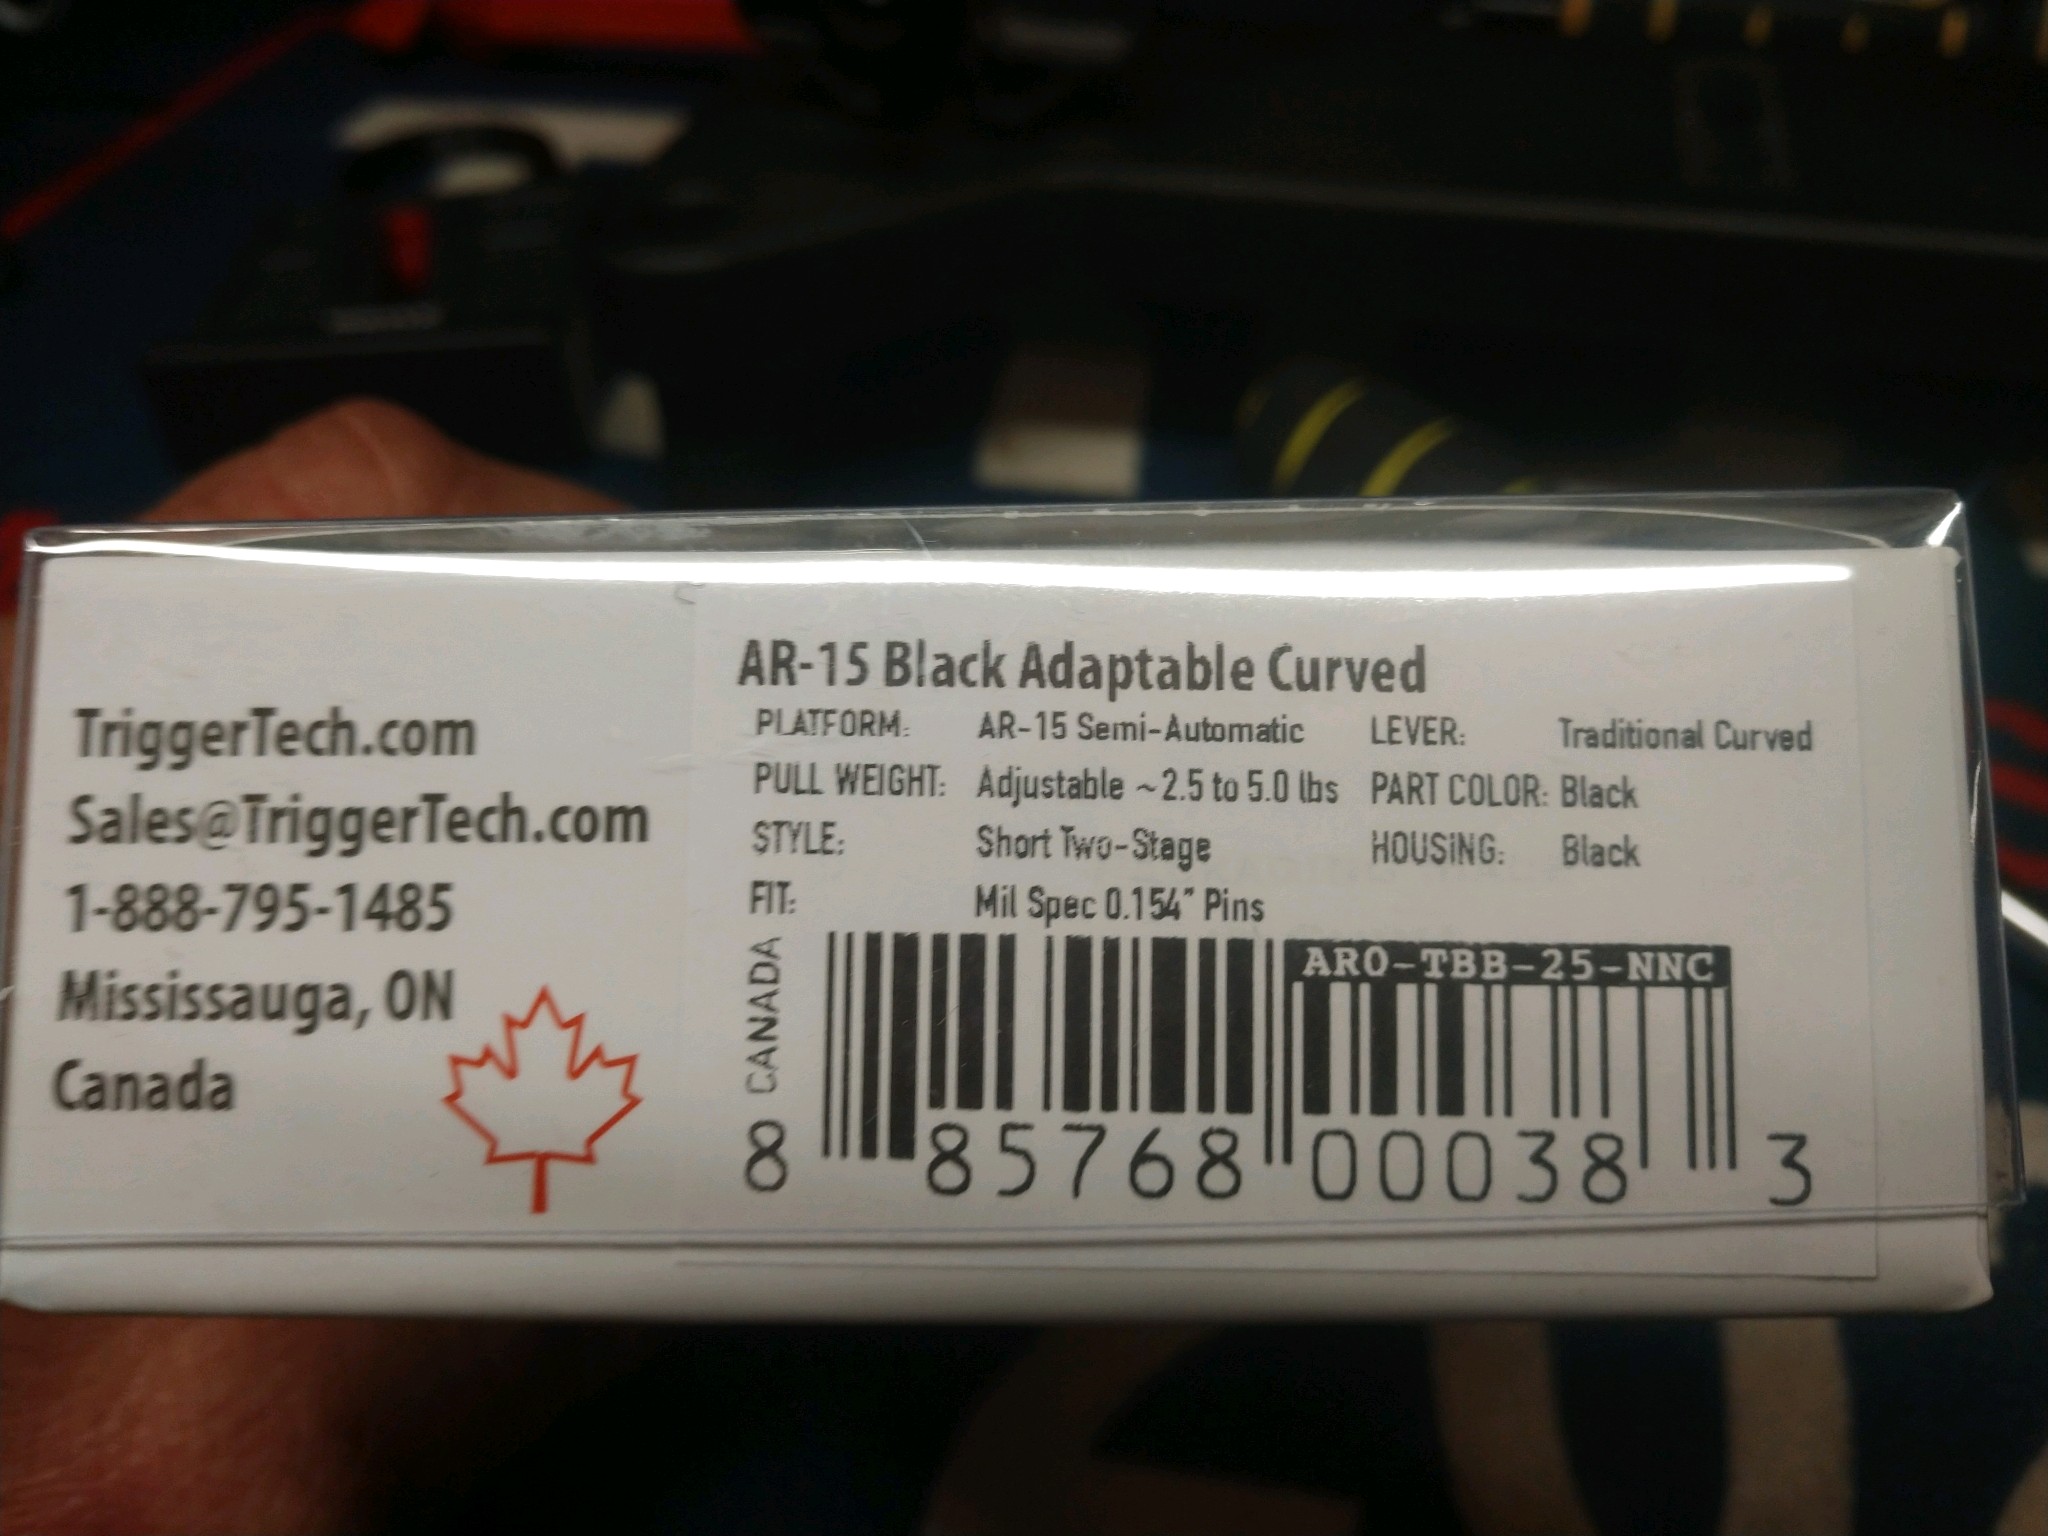 TriggerTech.com
Sales@TriggerTech.com
1-888-795-1485
Mississauga, ON
Canada
AR-15 Black Adaptable Curved
PLATFORM: AR-15 Semi-Automatic LEVER: Traditional Curved
PULL WEIGHT: Adjustable ~2.5 to 5.0 lbs PART COLOR: Black
STYLE: Short Two-Stage HOUSING: Black
FIT: Mil Spec 0.154" Pins
CANADA
ARO-TBB-25-NNC
8 85768 00038 3